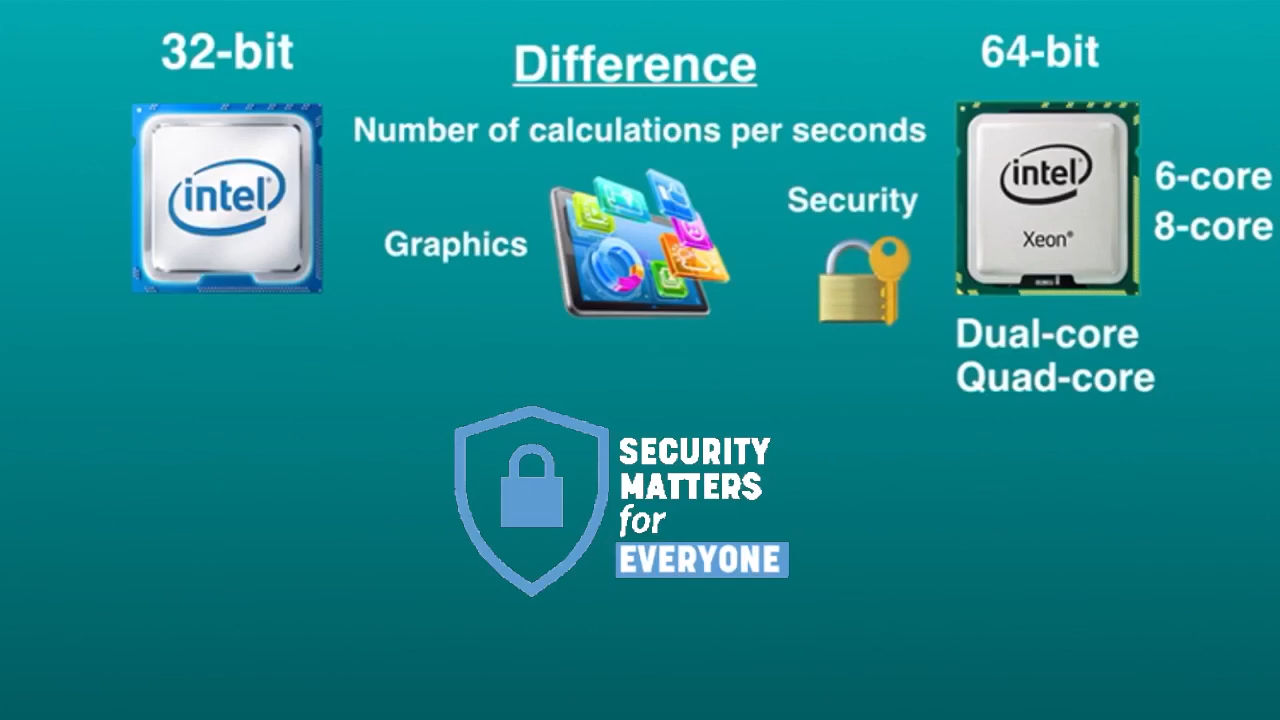 32-bit
Difference
64-bit
Number of calculations per seconds
intel
Graphics
Security
intel
Xeon®
6-core
8-core
Dual-core
Quad-core
SECURITY
MATTERS
for
EVERYONE